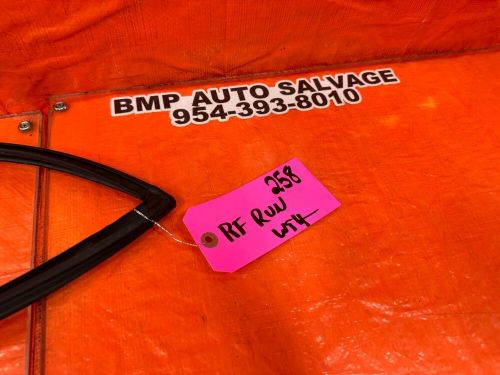 BMP AUTO SALVAGE
954-393-8010
258
RF RUN
WT4